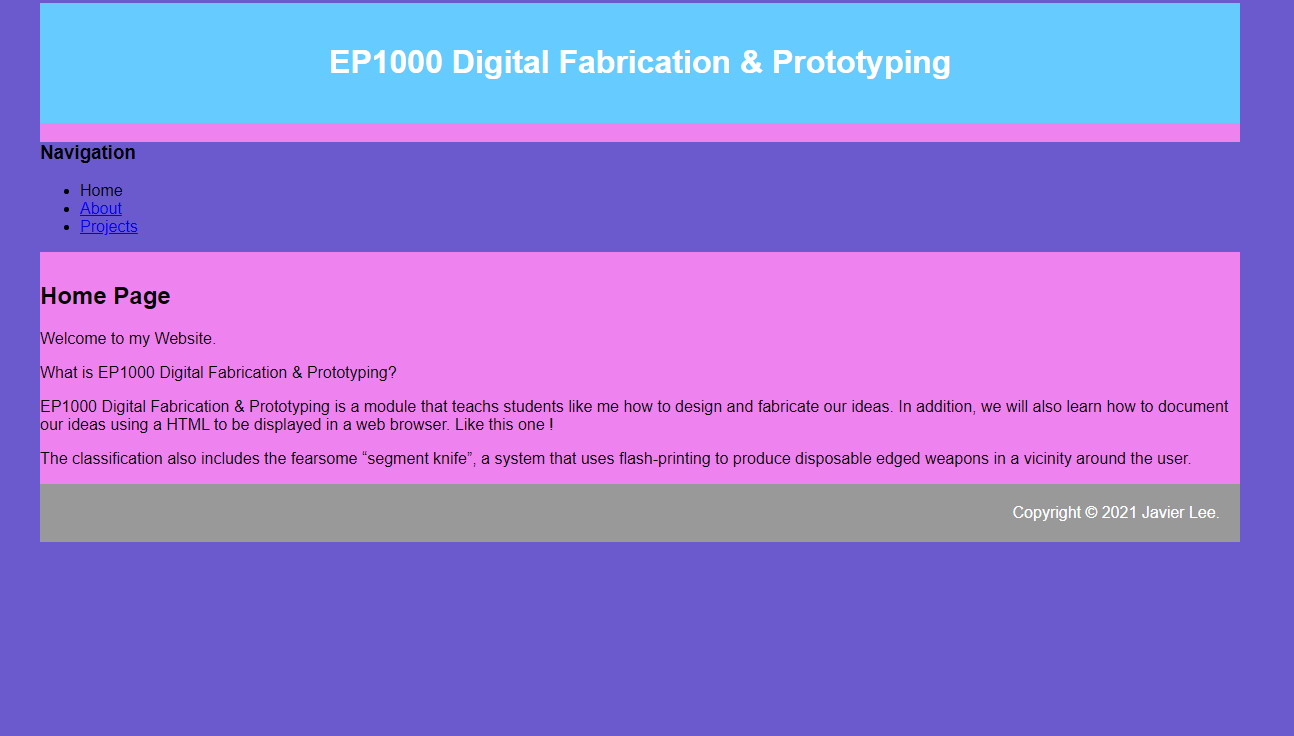 EP1000 Digital Fabrication & Prototyping
Navigation
Home
About
Projects
Home Page
Welcome to my Website.
What is EP1000 Digital Fabrication & Prototyping?
EP1000 Digital Fabrication & Prototyping is a module that teachs students like me how to design and fabricate our ideas. In addition, we will also learn how to document
our ideas using a HTML to be displayed in a web browser. Like this one !
The classification also includes the fearsome “segment knife”, a system that uses flash-printing to produce disposable edged weapons in a vicinity around the user.
Copyright © 2021 Javier Lee.